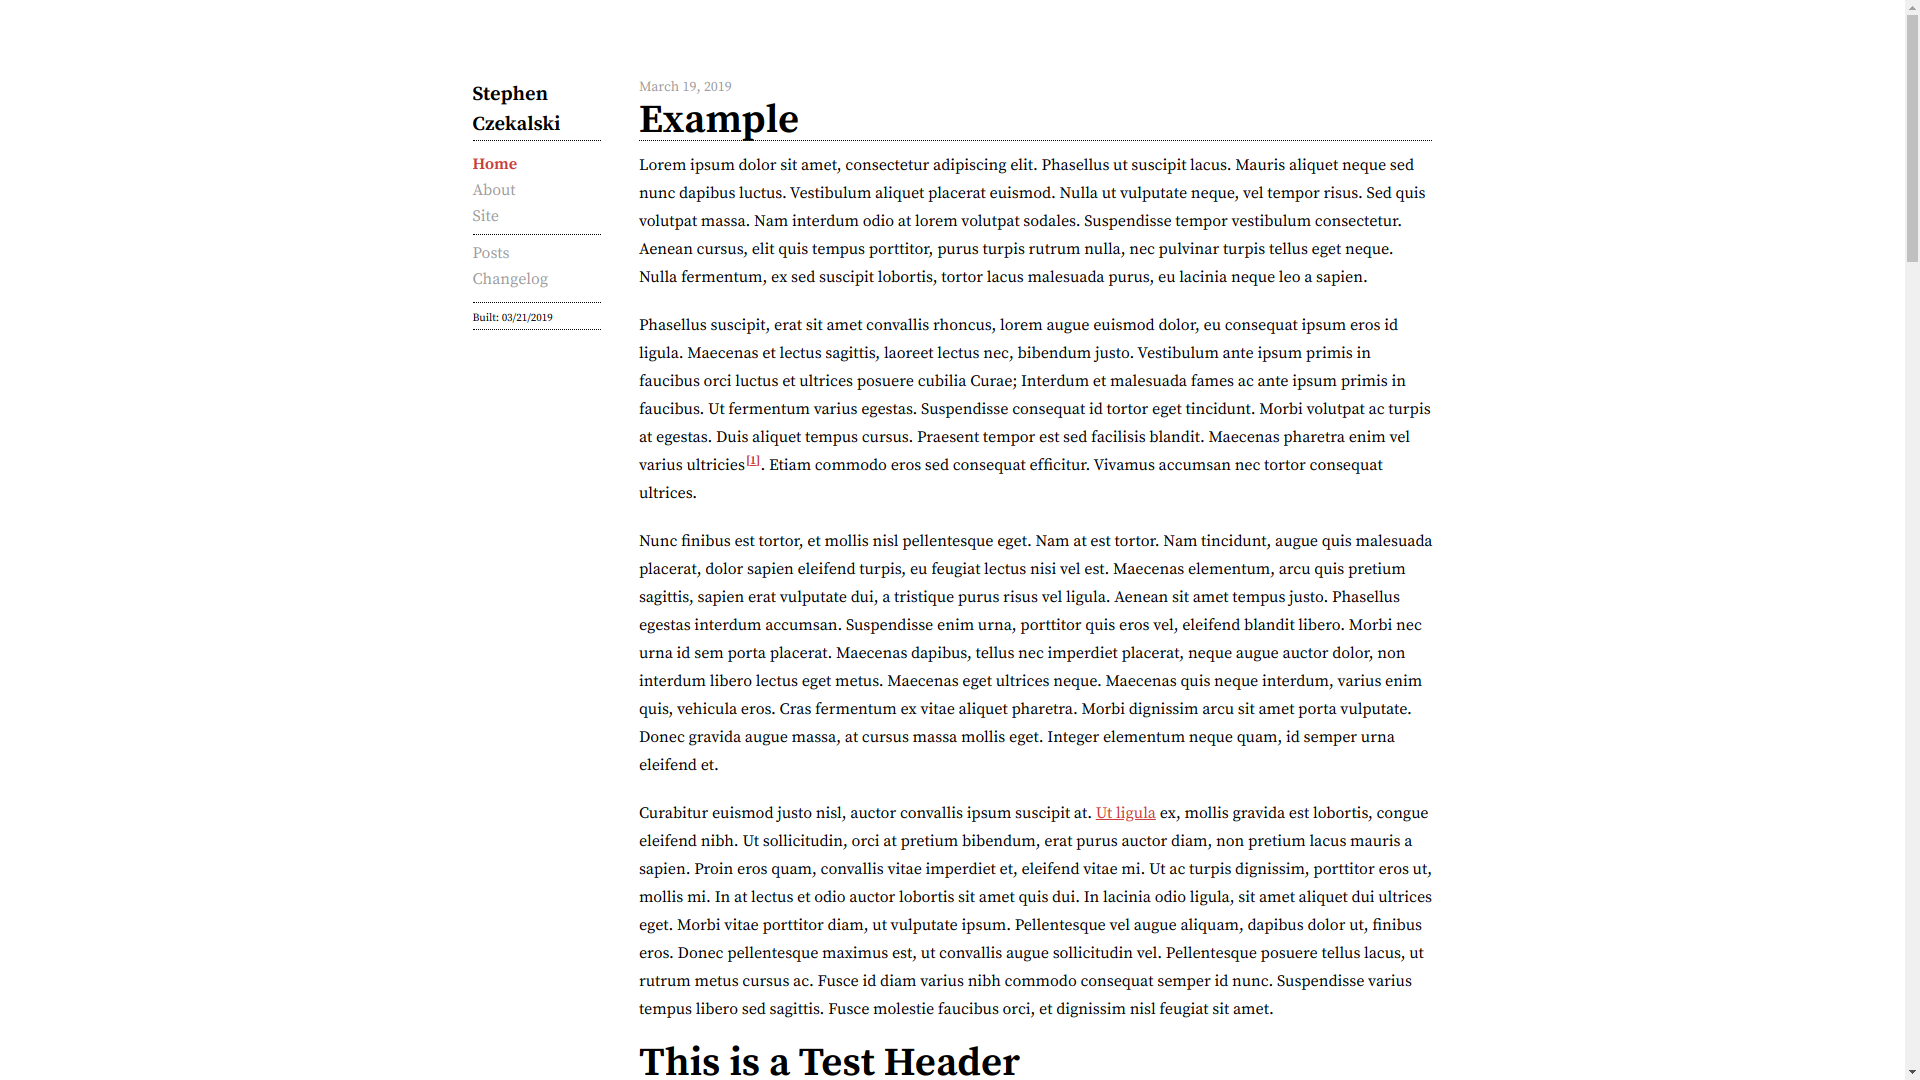 Stephen
Czekalski
Home
About
Site
Posts
Changelog
Built: 03/21/2019
March 19, 2019
Example
Lorem ipsum dolor sit amet, consectetur adipiscing elit. Phasellus ut suscipit lacus. Mauris aliquet neque sed
nunc dapibus luctus. Vestibulum aliquet placerat euismod. Nulla ut vulputate neque, vel tempor risus. Sed quis
volutpat massa. Nam interdum odio at lorem volutpat sodales. Suspendisse tempor vestibulum consectetur.
Aenean cursus, elit quis tempus porttitor, purus turpis rutrum nulla, nec pulvinar turpis tellus eget neque.
Nulla fermentum, ex sed suscipit lobortis, tortor lacus malesuada purus, eu lacinia neque leo a sapien.
Phasellus suscipit, erat sit amet convallis rhoncus, lorem augue euismod dolor, eu consequat ipsum eros id
ligula. Maecenas et lectus sagittis, laoreet lectus nec, bibendum justo. Vestibulum ante ipsum primis in
faucibus orci luctus et ultrices posuere cubilia Curae; Interdum et malesuada fames ac ante ipsum primis in
faucibus. Ut fermentum varius egestas. Suspendisse consequat id tortor eget tincidunt. Morbi volutpat ac turpis
at egestas. Duis aliquet tempus cursus. Praesent tempor est sed facilisis blandit. Maecenas pharetra enim vel
varius ultricies[1]. Etiam commodo eros sed consequat efficitur. Vivamus accumsan nec tortor consequat
ultrices.
Nunc finibus est tortor, et mollis nisl pellentesque eget. Nam at est tortor. Nam tincidunt, augue quis malesuada
placerat, dolor sapien eleifend turpis, eu feugiat lectus nisi vel est. Maecenas elementum, arcu quis pretium
sagittis, sapien erat vulputate dui, a tristique purus risus vel ligula. Aenean sit amet tempus justo. Phasellus
egestas interdum accumsan. Suspendisse enim urna, porttitor quis eros vel, eleifend blandit libero. Morbi nec
urna id sem porta placerat. Maecenas dapibus, tellus nec imperdiet placerat, neque augue auctor dolor, non
interdum libero lectus eget metus. Maecenas eget ultrices neque. Maecenas quis neque interdum, varius enim
quis, vehicula eros. Cras fermentum ex vitae aliquet pharetra. Morbi dignissim arcu sit amet porta vulputate.
Donec gravida augue massa, at cursus massa mollis eget. Integer elementum neque quam, id semper urna
eleifend et.
Curabitur euismod justo nisl, auctor convallis ipsum suscipit at. Ut ligula ex, mollis gravida est lobortis, congue
eleifend nibh. Ut sollicitudin, orci at pretium bibendum, erat purus auctor diam, non pretium lacus mauris a
sapien. Proin eros quam, convallis vitae imperdiet et, eleifend vitae mi. Ut ac turpis dignissim, porttitor eros ut,
mollis mi. In at lectus et odio auctor lobortis sit amet quis dui. In lacinia odio ligula, sit amet aliquet dui ultrices
eget. Morbi vitae porttitor diam, ut vulputate ipsum. Pellentesque vel augue aliquam, dapibus dolor ut, finibus
eros. Donec pellentesque maximus est, ut convallis augue sollicitudin vel. Pellentesque posuere tellus lacus, ut
rutrum metus cursus ac. Fusce id diam varius nibh commodo consequat semper id nunc. Suspendisse varius
tempus libero sed sagittis. Fusce molestie faucibus orci, et dignissim nisl feugiat sit amet.
This is a Test Header